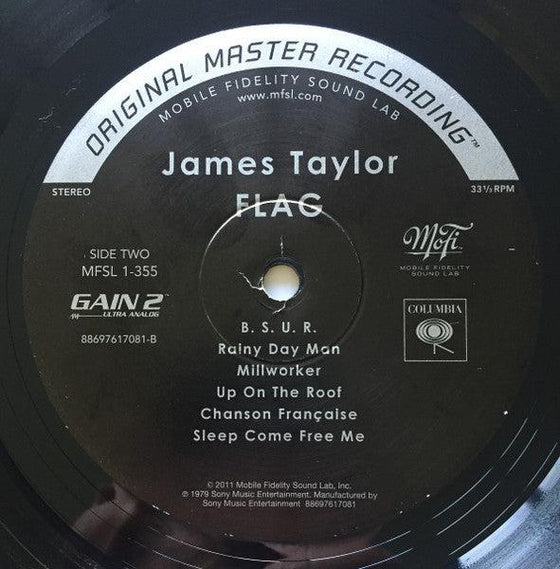 ORIGINAL MASTER RECORDING™
MOBILE FIDELITY SOUND LAB
www.mfsl.com
James Taylor
FLAG
STEREO
33⅓ RPM
SIDE TWO
MFSL 1-355
GAIN 2™
ULTRA ANALOG
88697617081-B
MoFi
MOBILE FIDELITY
SOUND LAB
COLUMBIA
B. S. U. R.
Rainy Day Man
Millworker
Up On The Roof
Chanson Française
Sleep Come Free Me
© 2011 Mobile Fidelity Sound Lab, Inc.
℗ 1979 Sony Music Entertainment. Manufactured by
Sony Music Entertainment 88697617081